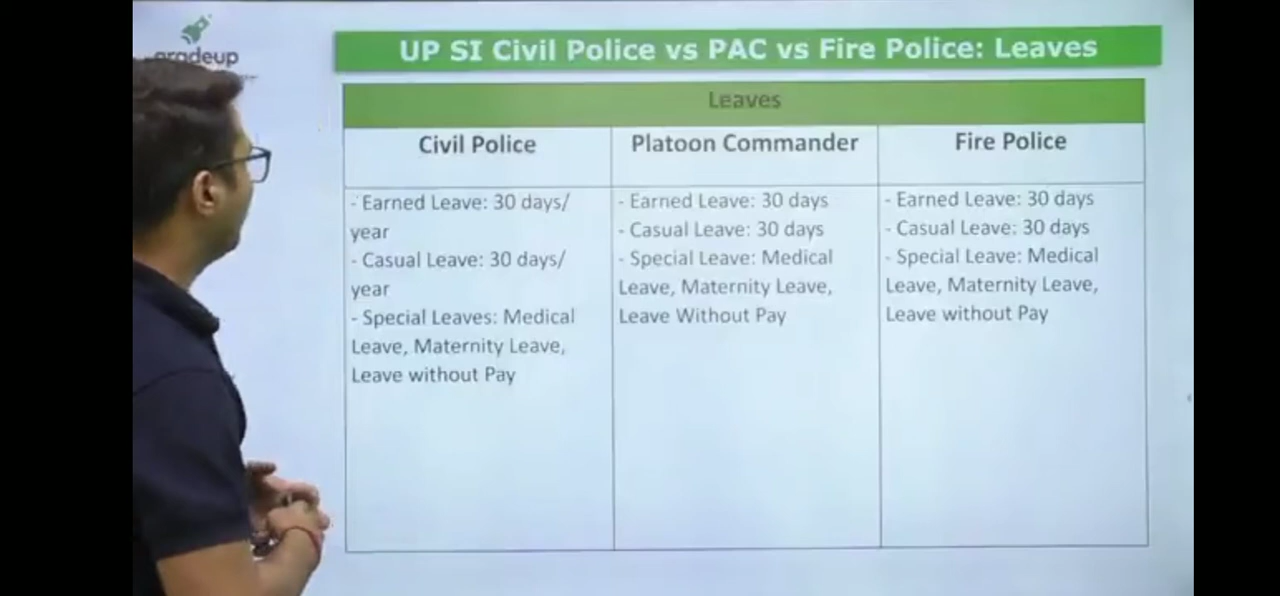 gradeup
UP SI Civil Police vs PAC vs Fire Police: Leaves
Leaves
Civil Police
Platoon Commander
Fire Police
- Earned Leave: 30 days/
year
- Casual Leave: 30 days/
year
- Special Leaves: Medical
Leave, Maternity Leave,
Leave without Pay
- Earned Leave: 30 days
- Casual Leave: 30 days
- Special Leave: Medical
Leave, Maternity Leave,
Leave Without Pay
- Earned Leave: 30 days
- Casual Leave: 30 days
- Special Leave: Medical
Leave, Maternity Leave,
Leave without Pay